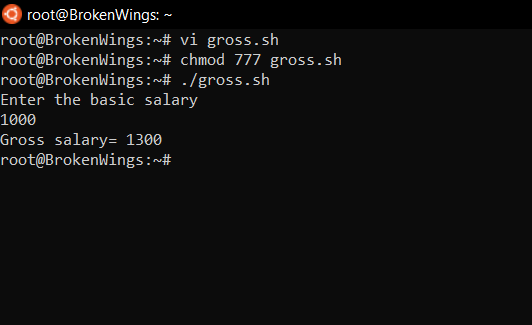 root@BrokenWings: ~
root@BrokenWings:~# vi gross.sh
root@BrokenWings:~# chmod 777 gross.sh
root@BrokenWings:~# ./gross.sh
Enter the basic salary
1000
Gross salary= 1300
root@BrokenWings:~#